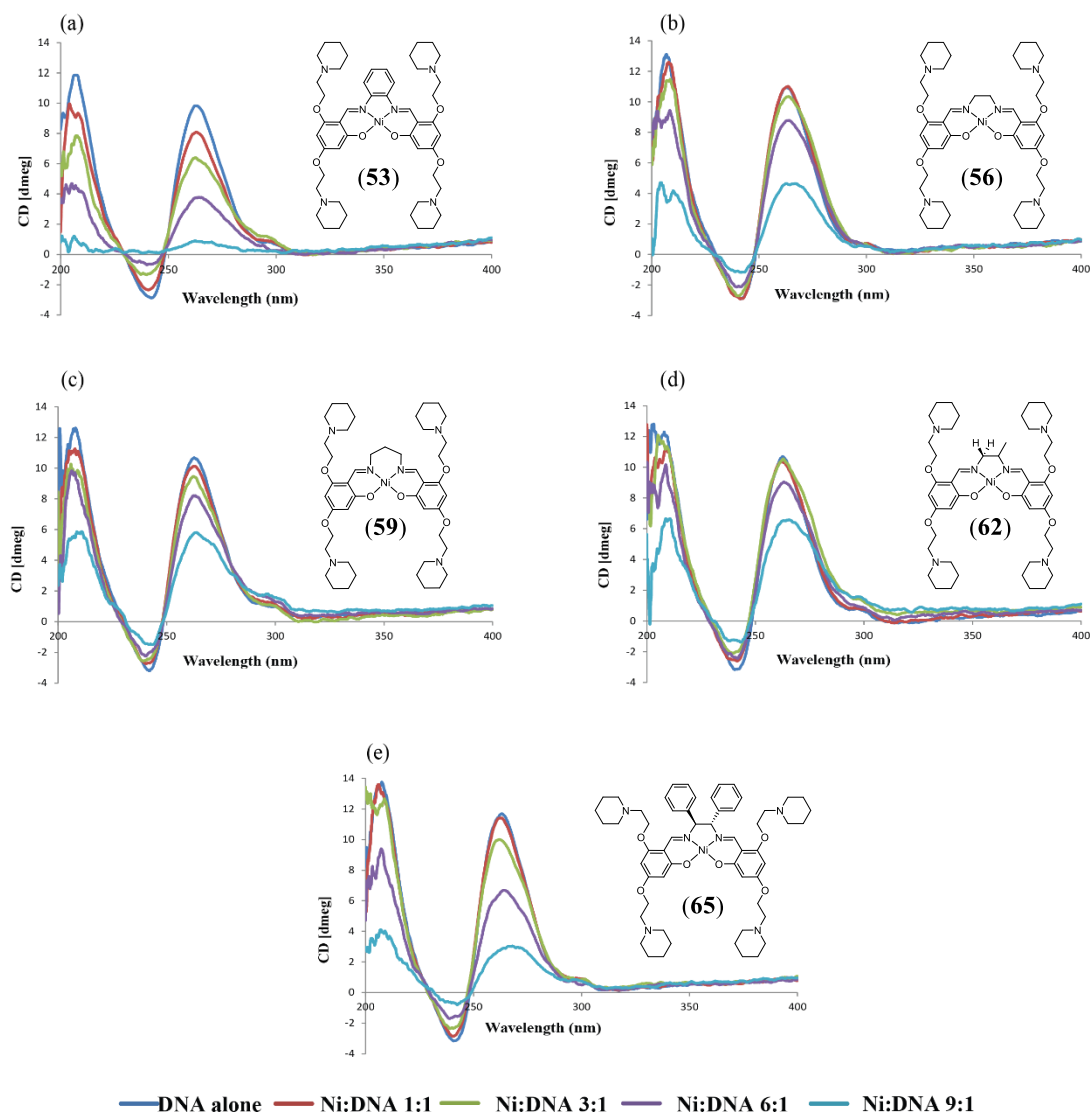 (a)
CD [dmeg]
14
12
10
8
6
4
2
0
-2
-4
200
250
300
350
400
Wavelength (nm)
N
N
O
O
N
N
Ni
O
O
O
O
N
N
(53)
(b)
CD [dmeg]
14
12
10
8
6
4
2
0
-2
-4
200
250
300
350
400
Wavelength (nm)
N
N
O
O
N
N
Ni
O
O
O
O
N
N
(56)
(c)
CD [dmeg]
14
12
10
8
6
4
2
0
-2
-4
200
250
300
350
400
Wavelength (nm)
N
N
O
O
N
N
Ni
O
O
O
O
N
N
(59)
(d)
CD [dmeg]
14
12
10
8
6
4
2
0
-2
-4
200
250
300
350
400
Wavelength (nm)
N
N
H
H
O
O
N
N
Ni
O
O
O
O
N
N
(62)
(e)
CD [dmeg]
14
12
10
8
6
4
2
0
-2
-4
200
250
300
350
400
Wavelength (nm)
N
N
O
O
N
N
Ni
O
O
O
O
N
N
(65)
DNA alone Ni:DNA 1:1 Ni:DNA 3:1 Ni:DNA 6:1 Ni:DNA 9:1